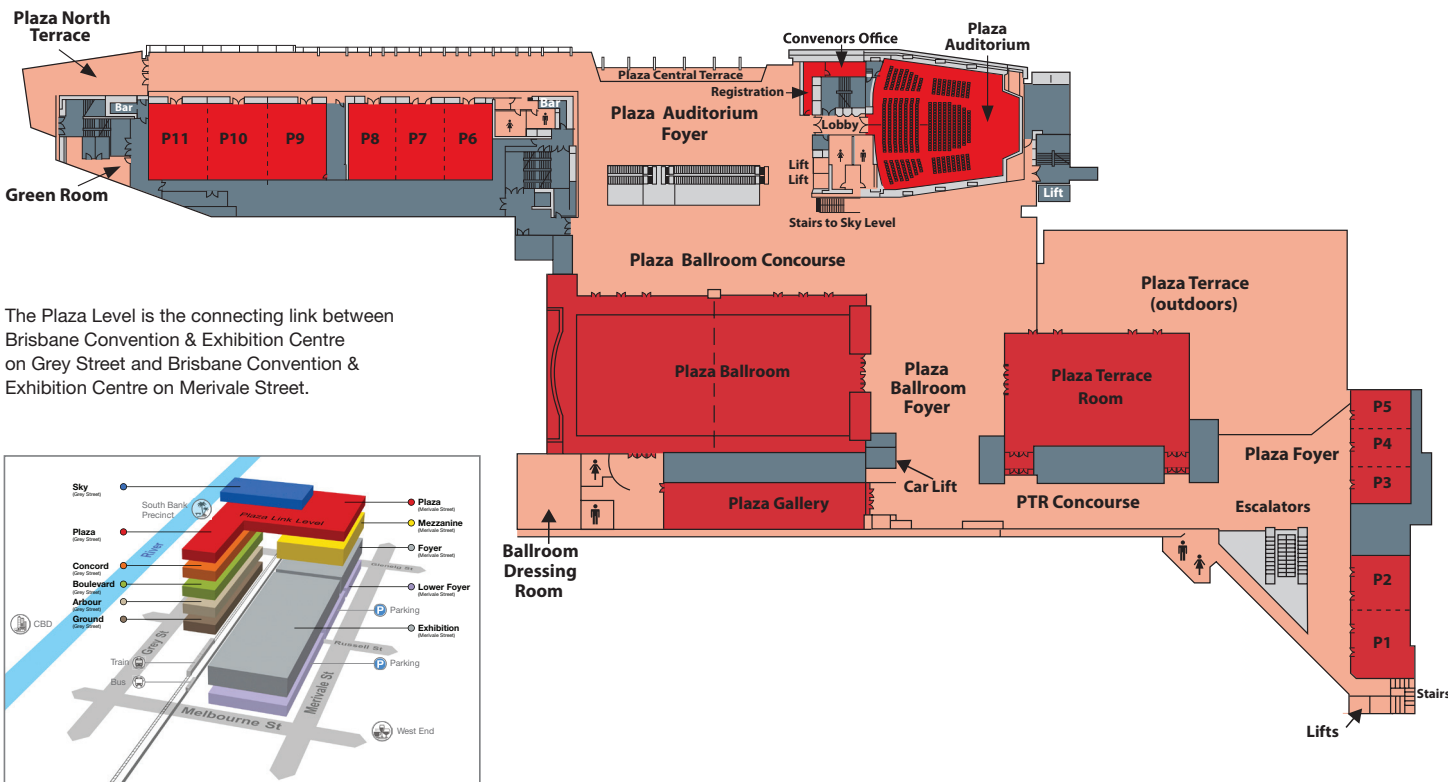 Plaza North
Terrace
Convenors Office
Plaza
Auditorium
Plaza Central Terrace
Registration
Bar
Bar
Plaza Auditorium
Foyer
Lobby
P11
P10
P9
P8
P7
P6
Lift
Lift
Lift
Green Room
Stairs to Sky Level
Plaza Ballroom Concourse
Plaza Terrace
(outdoors)
The Plaza Level is the connecting link between
Brisbane Convention & Exhibition Centre
on Grey Street and Brisbane Convention &
Exhibition Centre on Merivale Street.
Plaza Ballroom
Plaza
Ballroom
Foyer
Plaza Terrace
Room
P5
P4
P3
Plaza Foyer
Car Lift
Plaza Gallery
PTR Concourse
Escalators
Ballroom
Dressing
Room
P2
P1
Stairs
Lifts
Sky
(Grey Street)
South Bank
Precinct
Plaza
(Merivale Street)
Plaza Link Level
Mezzanine
(Merivale Street)
Plaza
(Grey Street)
River
Foyer
(Merivale Street)
Concord
(Grey Street)
Glenelg St
Boulevard
(Grey Street)
Lower Foyer
(Merivale Street)
Arbour
(Grey Street)
P Parking
Ground
(Grey Street)
CBD
Exhibition
(Merivale Street)
Grey St
Russell St
Train
P Parking
Bus
Merivale St
Melbourne St
West End